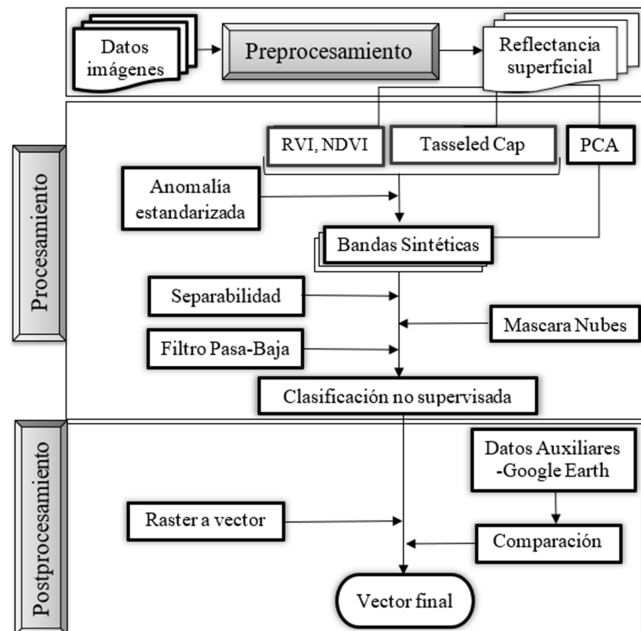 Datos
imágenes
Preprocesamiento
Reflectancia
superficial
Procesamiento
RVI, NDVI
Tasseled Cap
PCA
Anomalía
estandarizada
Bandas Sintéticas
Separabilidad
Mascara Nubes
Filtro Pasa-Baja
Clasificación no supervisada
Postprocesamiento
Datos Auxiliares
-Google Earth
Raster a vector
Comparación
Vector final